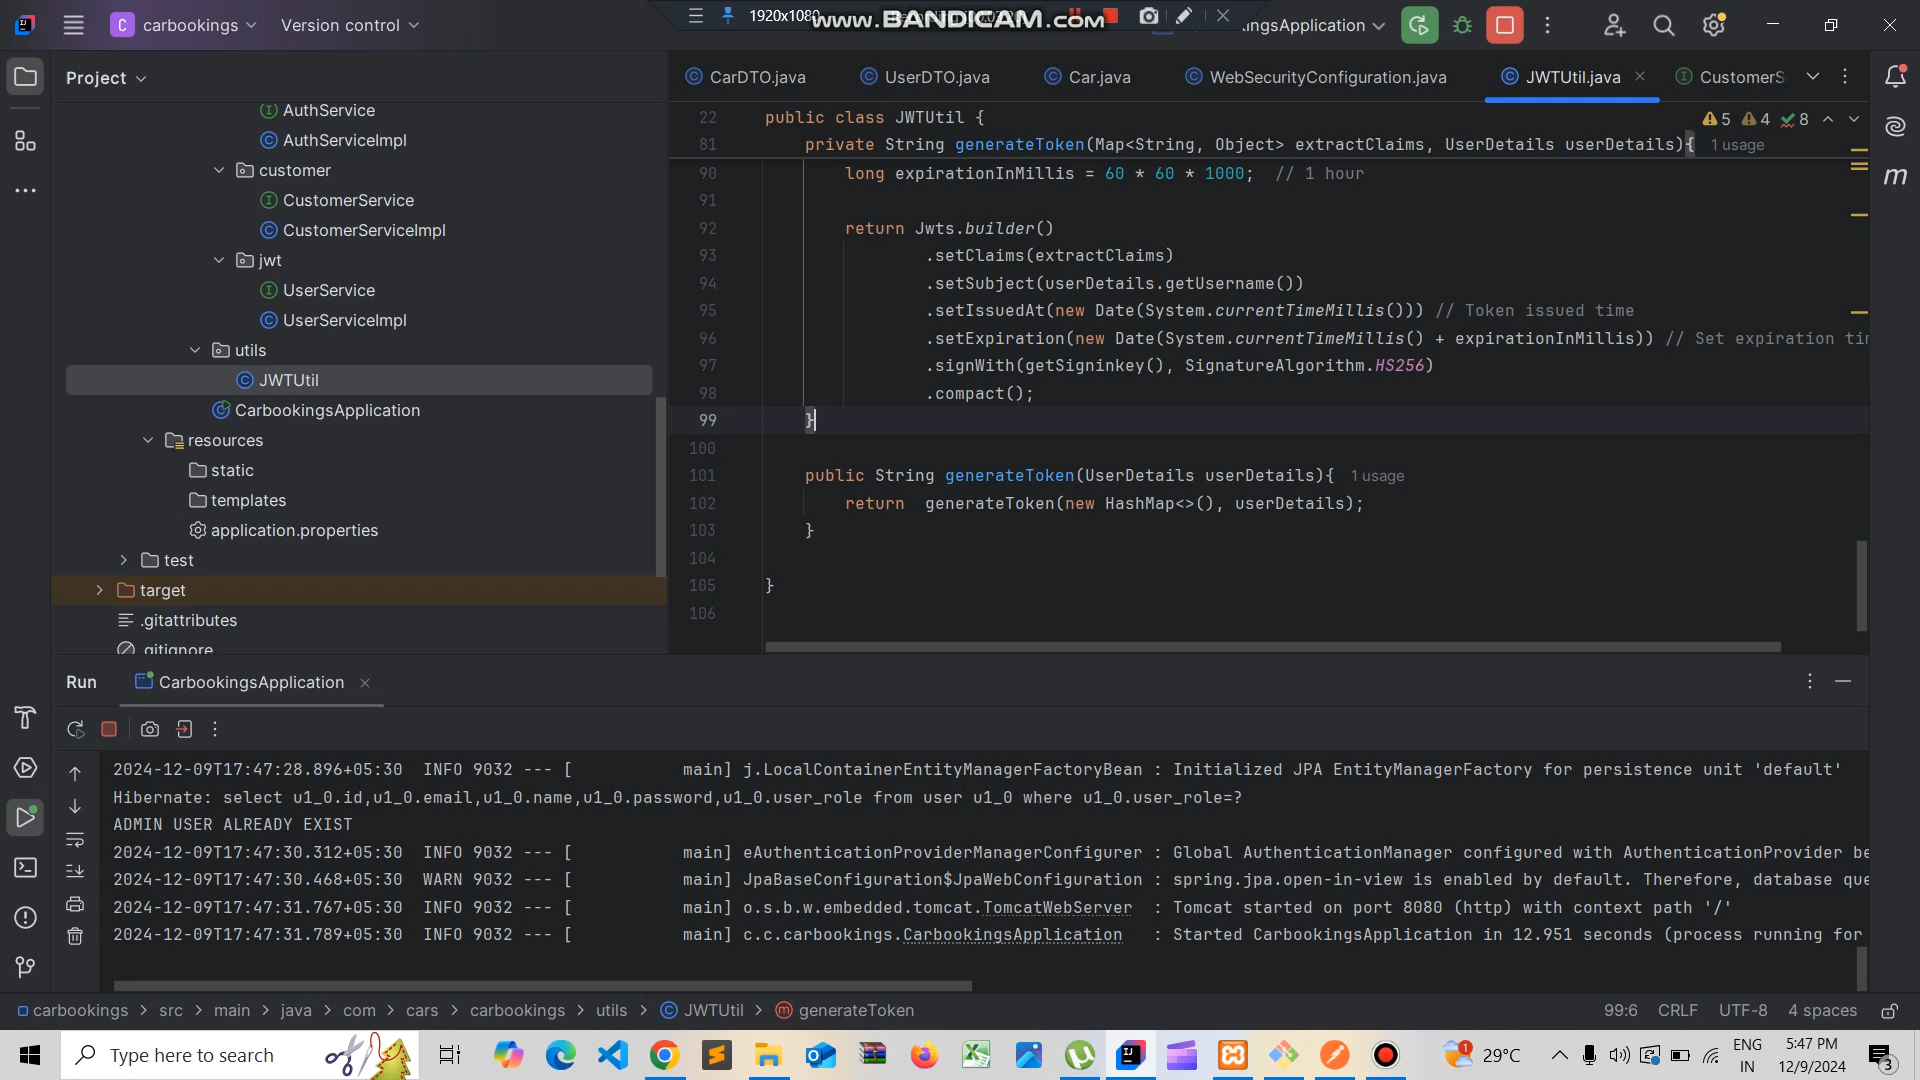 carbookings
Version control
1920x1080
www.BANDICAM.com
ngsApplication
Project
CarDTO.java
UserDTO.java
Car.java
WebSecurityConfiguration.java
JWTUtil.java
CustomerS
AuthService
AuthServiceImpl
customer
CustomerService
CustomerServiceImpl
jwt
UserService
UserServiceImpl
utils
JWTUtil
CarbookingsApplication
resources
static
templates
application.properties
test
target
.gitattributes
.gitignore
5 4 8
22 public class JWTUtil {
81 private String generateToken(Map<String, Object> extractClaims, UserDetails userDetails){ 1 usage
90 long expirationInMillis = 60 * 60 * 1000; // 1 hour
91
92 return Jwts.builder()
93 .setClaims(extractClaims)
94 .setSubject(userDetails.getUsername())
95 .setIssuedAt(new Date(System.currentTimeMillis())) // Token issued time
96 .setExpiration(new Date(System.currentTimeMillis() + expirationInMillis)) // Set expiration ti
97 .signWith(getSigninkey(), SignatureAlgorithm.HS256)
98 .compact();
99 }
100
101 public String generateToken(UserDetails userDetails){ 1 usage
102 return generateToken(new HashMap<>(), userDetails);
103 }
104
105 }
106
Run
CarbookingsApplication
2024-12-09T17:47:28.896+05:30 INFO 9032 --- [ main] j.LocalContainerEntityManagerFactoryBean : Initialized JPA EntityManagerFactory for persistence unit 'default'
Hibernate: select u1_0.id,u1_0.email,u1_0.name,u1_0.password,u1_0.user_role from user u1_0 where u1_0.user_role=?
ADMIN USER ALREADY EXIST
2024-12-09T17:47:30.312+05:30 INFO 9032 --- [ main] eAuthenticationProviderManagerConfigurer : Global AuthenticationManager configured with AuthenticationProvider be
2024-12-09T17:47:30.468+05:30 WARN 9032 --- [ main] JpaBaseConfiguration$JpaWebConfiguration : spring.jpa.open-in-view is enabled by default. Therefore, database que
2024-12-09T17:47:31.767+05:30 INFO 9032 --- [ main] o.s.b.w.embedded.tomcat.TomcatWebServer : Tomcat started on port 8080 (http) with context path '/'
2024-12-09T17:47:31.789+05:30 INFO 9032 --- [ main] c.c.carbookings.CarbookingsApplication : Started CarbookingsApplication in 12.951 seconds (process running for
carbookings > src > main > java > com > cars > carbookings > utils > JWTUtil > generateToken
99:6 CRLF UTF-8 4 spaces
Type here to search
29°C
ENG
IN
5:47 PM
12/9/2024
3